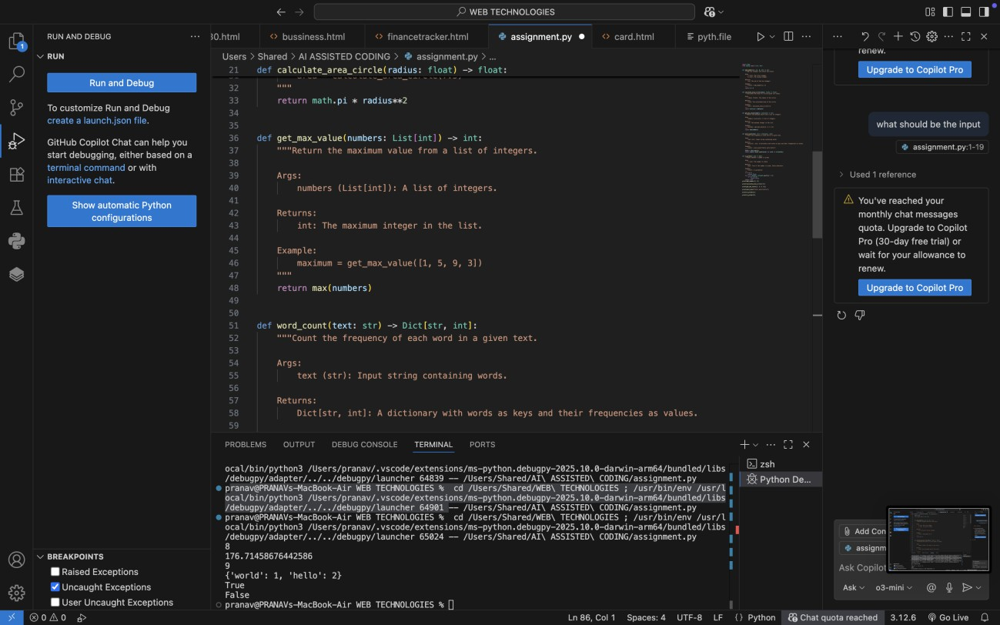 WEB TECHNOLOGIES
RUN AND DEBUG
30.html
bussiness.html
financetracker.html
assignment.py
card.html
pyth.file
Users > Shared > AI ASSISTED CODING > assignment.py > ...
RUN
Run and Debug
To customize Run and Debug
create a launch.json file.
GitHub Copilot Chat can help you
start debugging, either based on a
terminal command or with
interactive chat.
Show automatic Python
configurations
BREAKPOINTS
Raised Exceptions
Uncaught Exceptions
User Uncaught Exceptions
21 def calculate_area_circle(radius: float) -> float:
32 """
33 return math.pi * radius**2
34
35
36 def get_max_value(numbers: List[int]) -> int:
37 """Return the maximum value from a list of integers.
38
39 Args:
40 numbers (List[int]): A list of integers.
41
42 Returns:
43 int: The maximum integer in the list.
44
45 Example:
46 maximum = get_max_value([1, 5, 9, 3])
47 """
48 return max(numbers)
49
50
51 def word_count(text: str) -> Dict[str, int]:
52 """Count the frequency of each word in a given text.
53
54 Args:
55 text (str): Input string containing words.
56
57 Returns:
58 Dict[str, int]: A dictionary with words as keys and their frequencies as values.
59
PROBLEMS OUTPUT DEBUG CONSOLE TERMINAL PORTS
ocal/bin/python3 /Users/pranav/.vscode/extensions/ms-python.debugpy-2025.10.0-darwin-arm64/bundled/libs
/debugpy/adapter/../../debugpy/launcher 64839 -- /Users/Shared/AI\ ASSISTED\ CODING/assignment.py
pranav@PRANAVs-MacBook-Air WEB TECHNOLOGIES % cd /Users/Shared/WEB\ TECHNOLOGIES ; /usr/bin/env /usr/l
ocal/bin/python3 /Users/pranav/.vscode/extensions/ms-python.debugpy-2025.10.0-darwin-arm64/bundled/libs
/debugpy/adapter/../../debugpy/launcher 64901 -- /Users/Shared/AI\ ASSISTED\ CODING/assignment.py
pranav@PRANAVs-MacBook-Air WEB TECHNOLOGIES % cd /Users/Shared/WEB\ TECHNOLOGIES ; /usr/bin/env /usr/l
ocal/bin/python3 /Users/pranav/.vscode/extensions/ms-python.debugpy-2025.10.0-darwin-arm64/bundled/libs
/debugpy/adapter/../../debugpy/launcher 65024 -- /Users/Shared/AI\ ASSISTED\ CODING/assignment.py
8
176.71458676442586
9
{'world': 1, 'hello': 2}
True
False
pranav@PRANAVs-MacBook-Air WEB TECHNOLOGIES %
zsh
Python De...
renew.
Upgrade to Copilot Pro
what should be the input
assignment.py:1-19
Used 1 reference
You've reached your
monthly chat messages
quota. Upgrade to Copilot
Pro (30-day free trial) or
wait for your allowance to
renew.
Upgrade to Copilot Pro
Add Con
assignm
Ask Copilot
Ask o3-mini
1
0 0
Ln 86, Col 1 Spaces: 4 UTF-8 LF {} Python Chat quota reached 3.12.6 Go Live